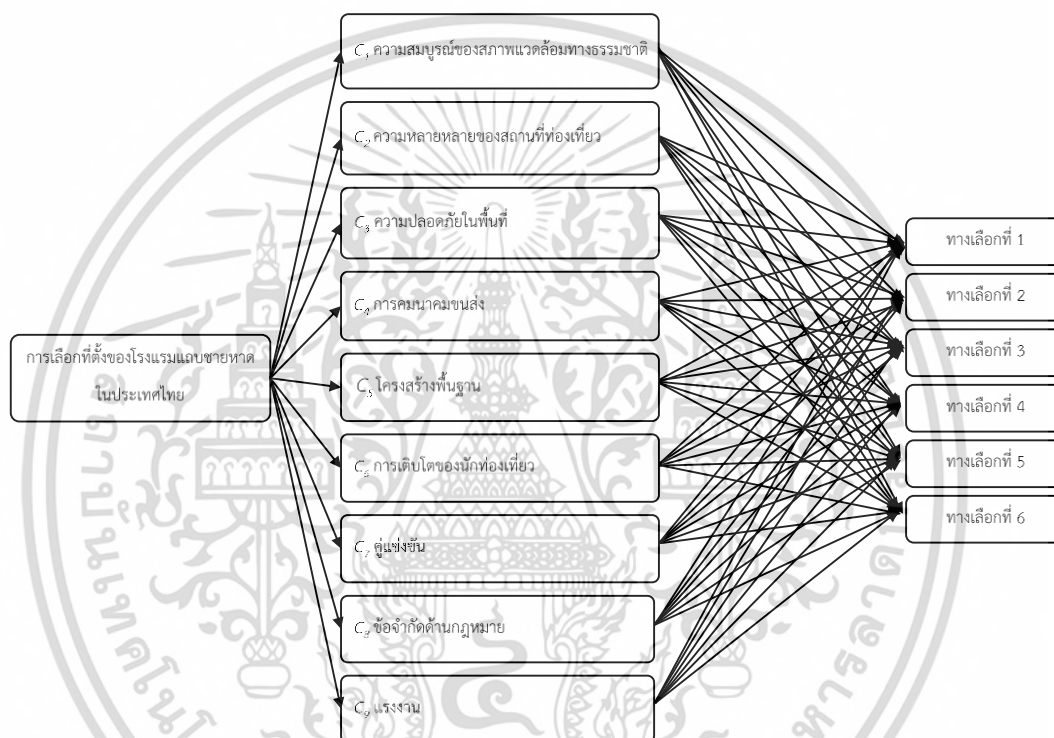 การเลือกที่ตั้งของโรงแรมแถบชายหาด
ในประเทศไทย
C₁ ความสมบูรณ์ของสภาพแวดล้อมทางธรรมชาติ
C₂ ความหลายหลายของสถานที่ท่องเที่ยว
C₃ ความปลอดภัยในพื้นที่
C₄ การคมนาคมขนส่ง
C₅ โครงสร้างพื้นฐาน
C₆ การเติบโตของนักท่องเที่ยว
C₇ คู่แข่งขัน
C₈ ข้อจำกัดด้านกฎหมาย
C₉ แรงงาน
ทางเลือกที่ 1
ทางเลือกที่ 2
ทางเลือกที่ 3
ทางเลือกที่ 4
ทางเลือกที่ 5
ทางเลือกที่ 6